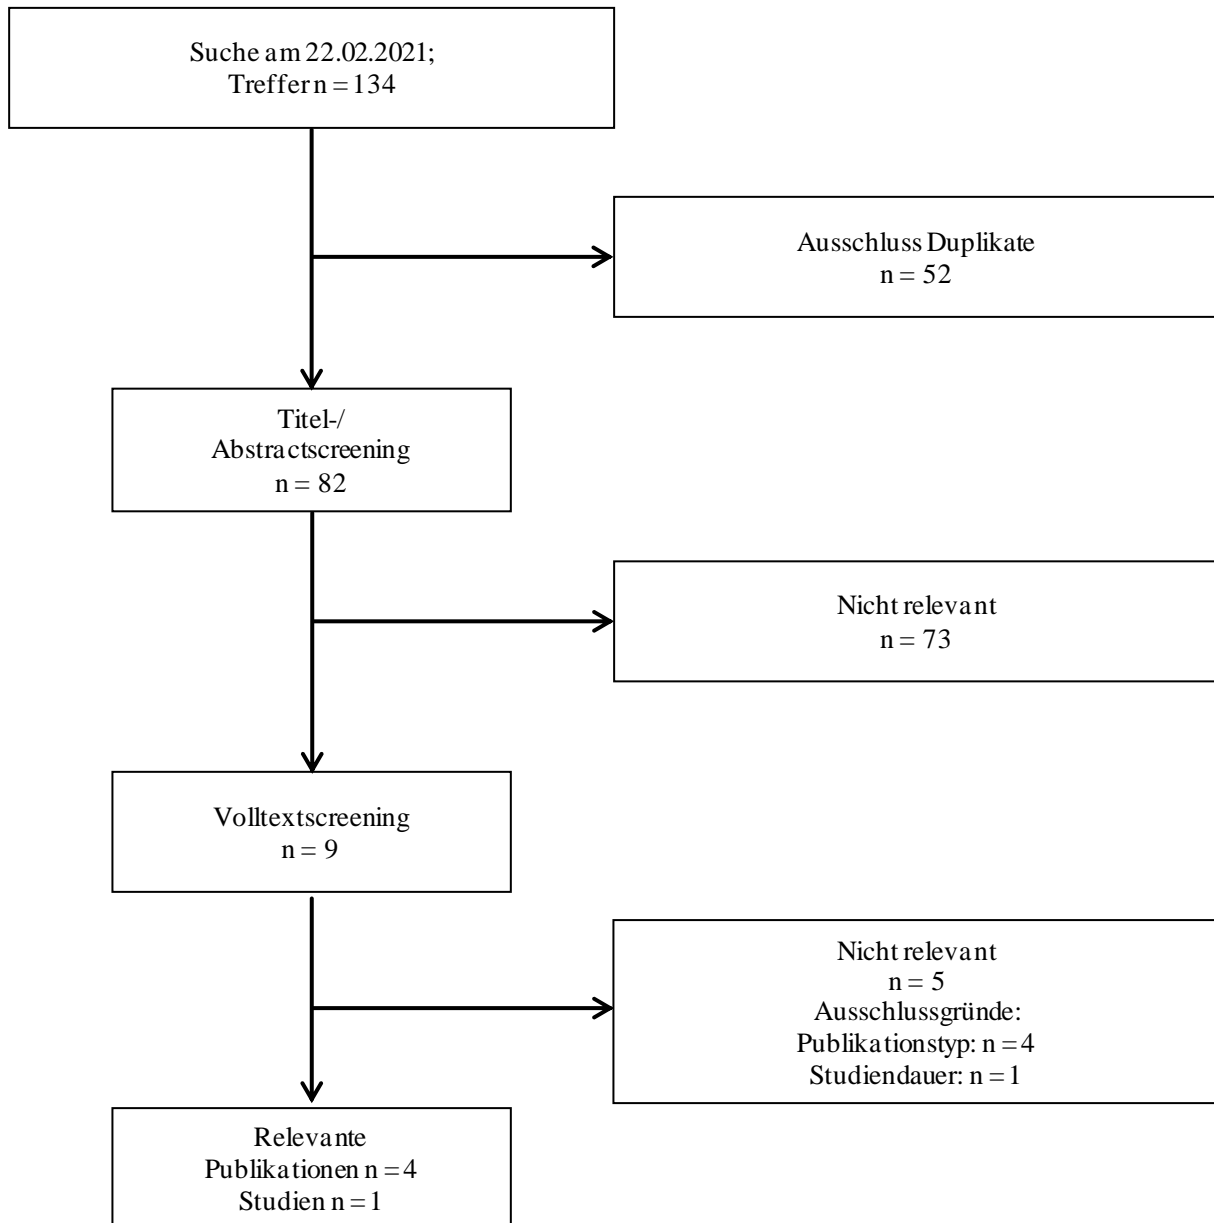 Suche am 22.02.2021;
Treffer n = 134
Ausschluss Duplikate
n = 52
Titel-/
Abstractscreening
n = 82
Nicht relevant
n = 73
Volltextscreening
n = 9
Nicht relevant
n = 5
Ausschlussgründe:
Publikationstyp: n = 4
Studiendauer: n = 1
Relevante
Publikationen n = 4
Studien n = 1